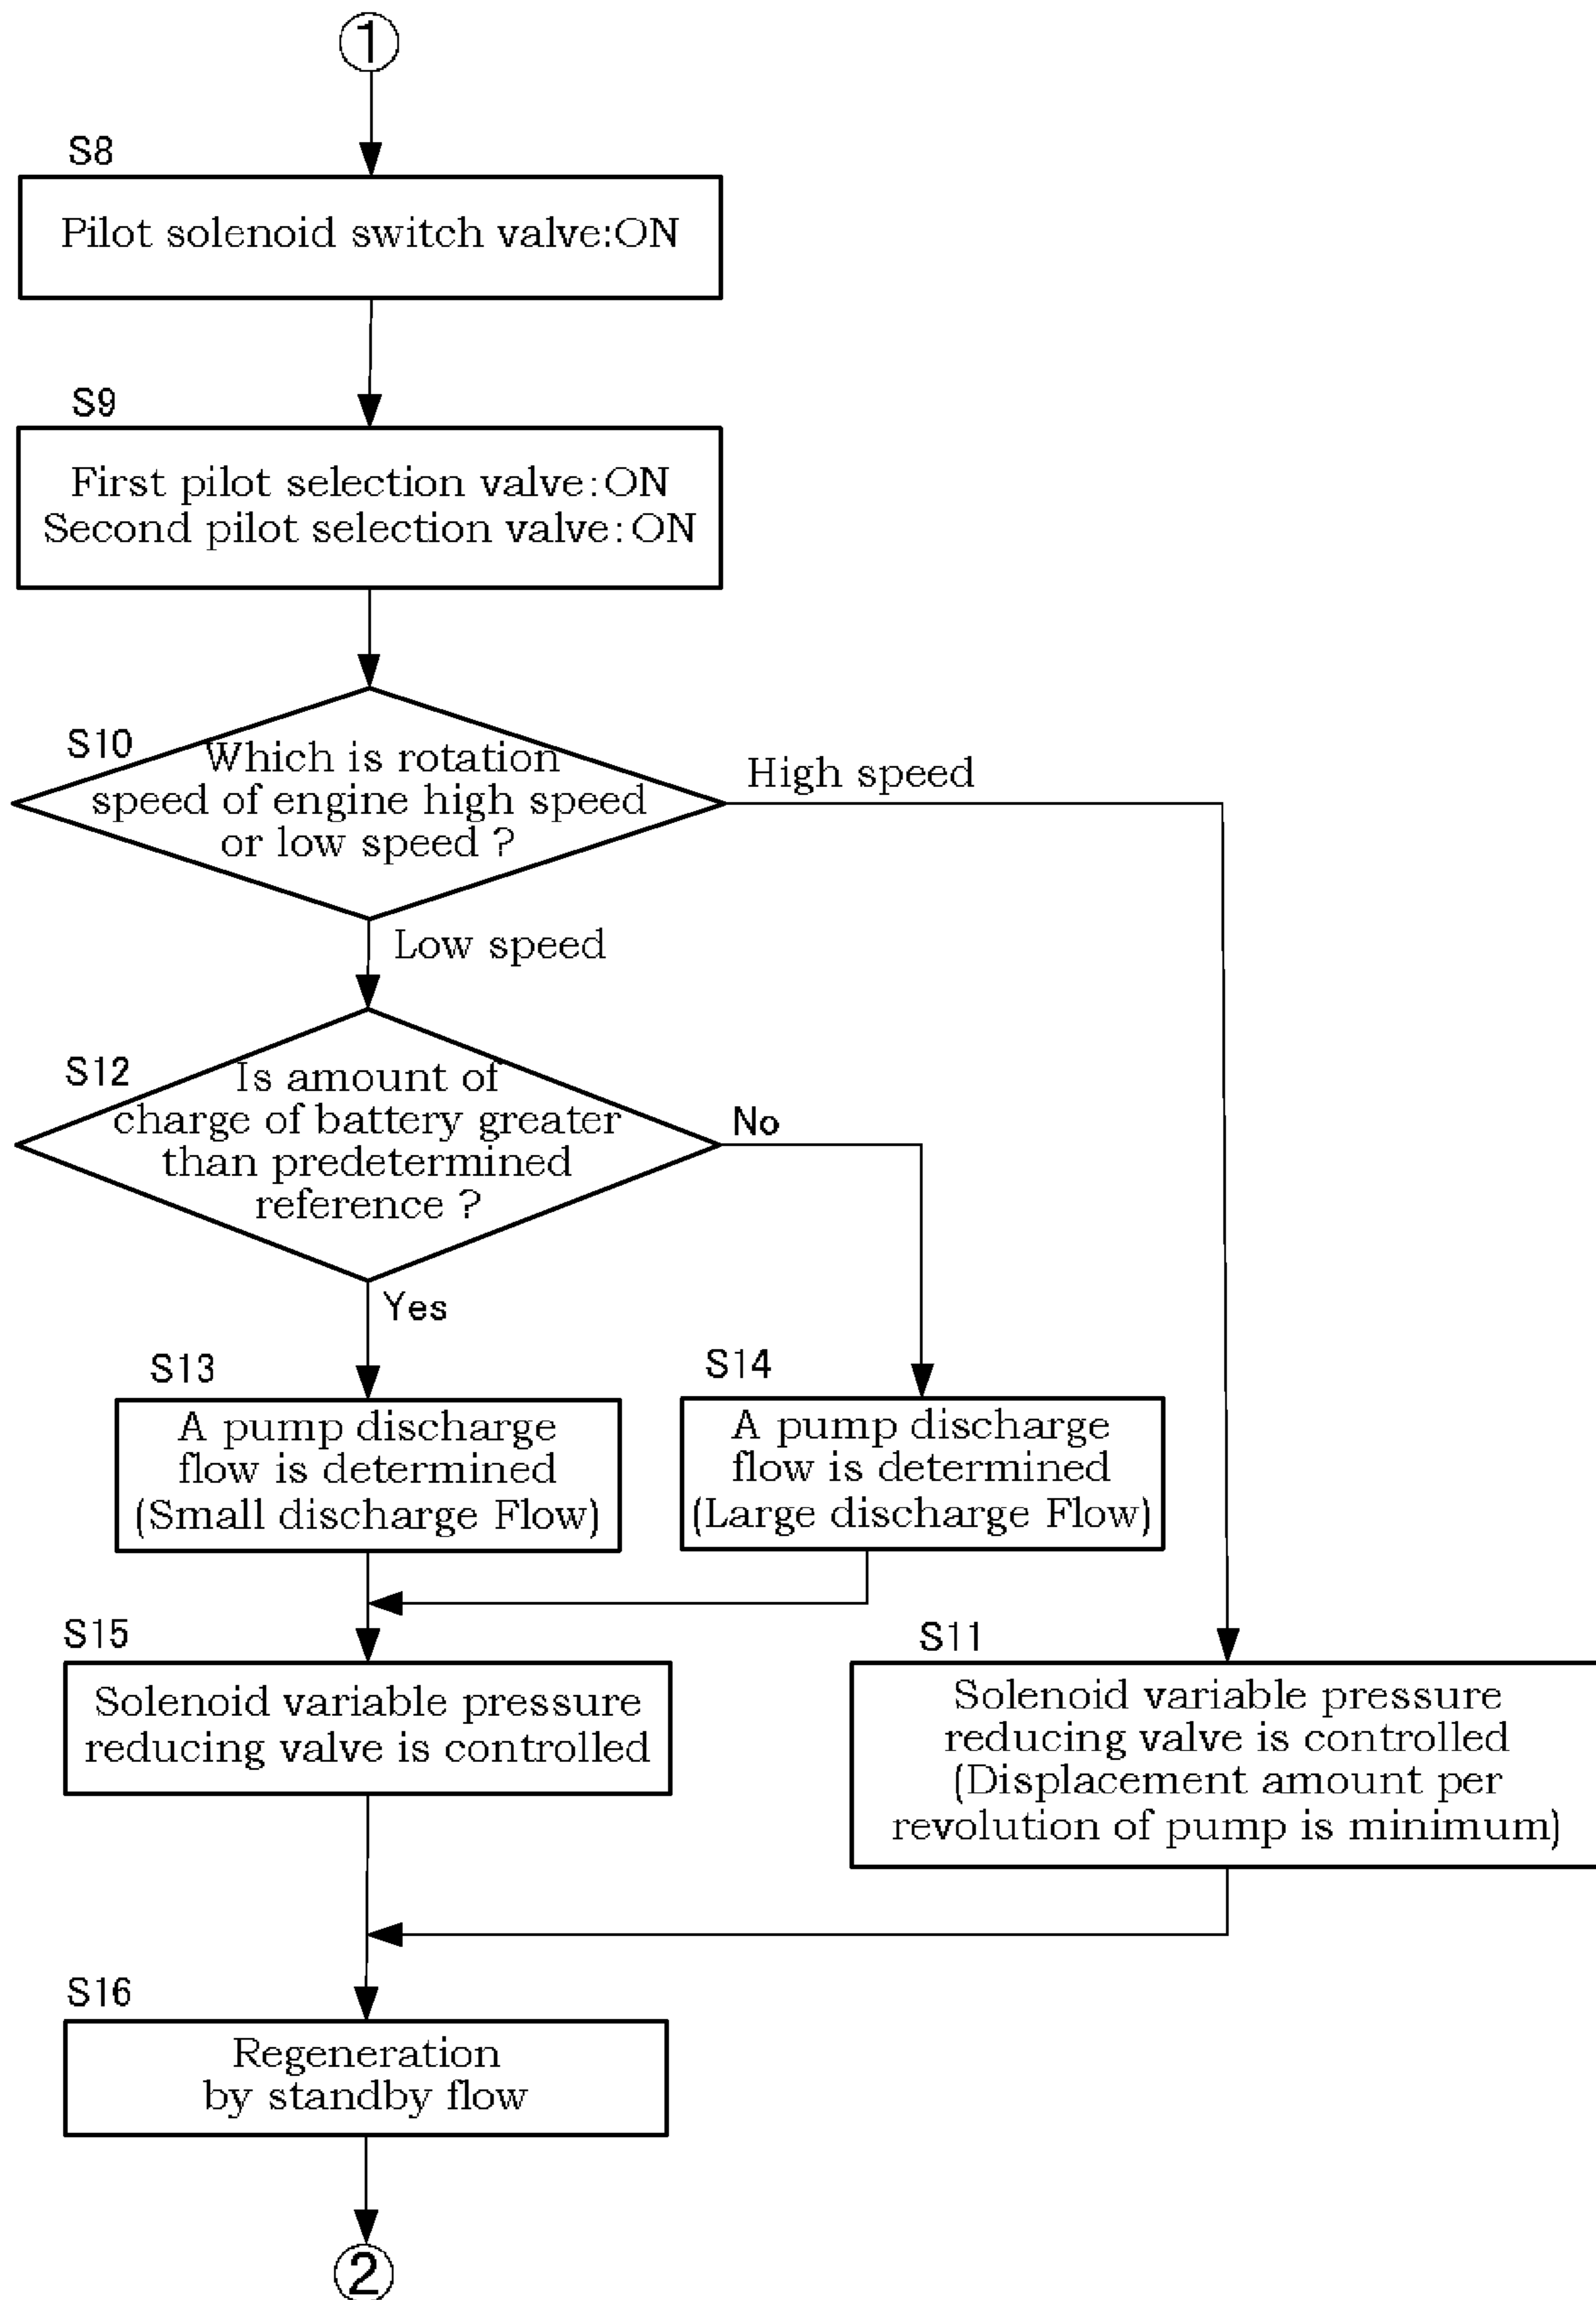 1
S8
Pilot solenoid switch valve:ON
S9
First pilot selection valve:ON
Second pilot selection valve:ON
S10
Which is rotation
speed of engine high speed
or low speed ?
High speed
Low speed
S12
Is amount of
charge of battery greater
than predetermined
reference ?
No
Yes
S13
A pump discharge
flow is determined
(Small discharge Flow)
S14
A pump discharge
flow is determined
(Large discharge Flow)
S15
Solenoid variable pressure
reducing valve is controlled
S11
Solenoid variable pressure
reducing valve is controlled
(Displacement amount per
revolution of pump is minimum)
S16
Regeneration
by standby flow
2